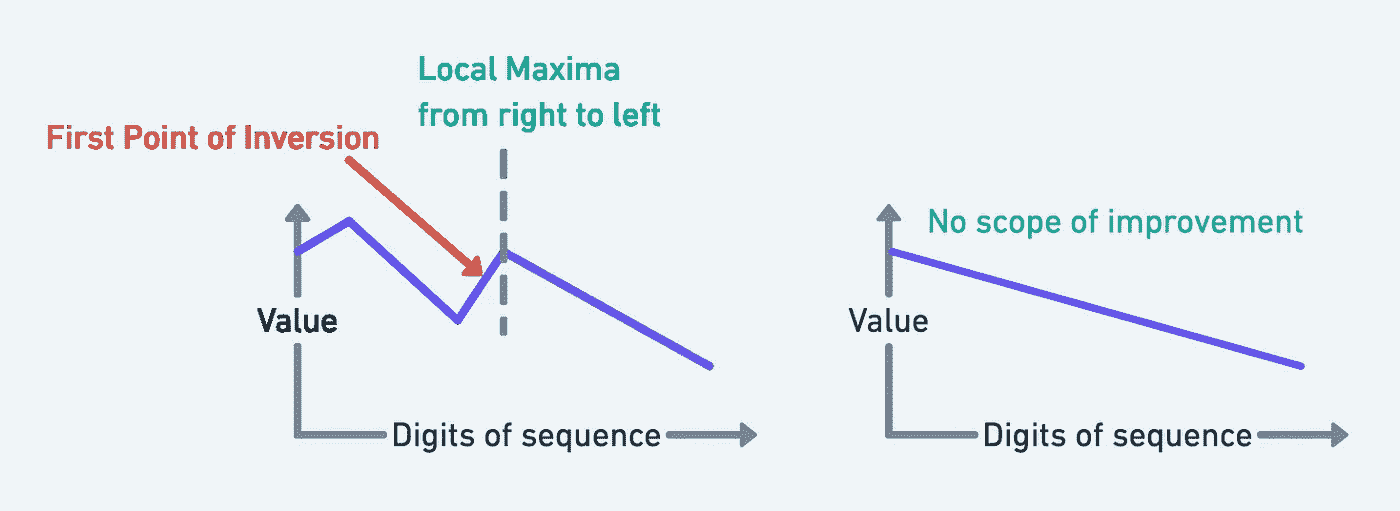 Local Maxima
from right to left
First Point of Inversion
No scope of improvement
Value
Value
Digits of sequence
Digits of sequence